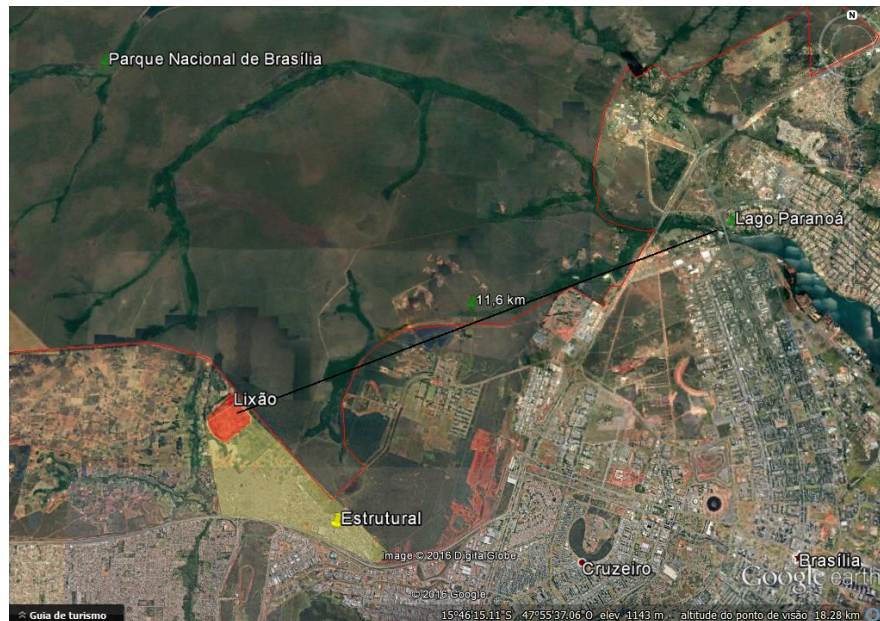 N
Parque Nacional de Brasília
Lago Paranoá
11,6 km
Lixão
Estrutural
Image © 2016 DigitalGlobe
Cruzeiro
Brasília
Google earth
© 2016 Google
Guia de turismo
15°46'15.11"S 47°55'37.06"O elev 1143 m altitude do ponto de visão 18.28 km